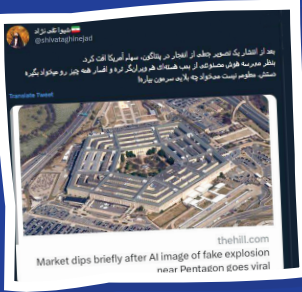 شیوا تقی نژاد
@shivataghinejad
بعد از انتشار یک تصویر جعلی از انفجار در پنتاگون، سهام آمریکا افت کرد.
بنظر میرسه هوش مصنوعی از بمب هسته‌ای هم ویرانگر تره و افسار همه چیز رو میخواد بگیره
دستش. معلوم نیست میخواد چه بلایی سرمون بیاره!
Translate Tweet
thehill.com
Market dips briefly after AI image of fake explosion
near Pentagon goes viral